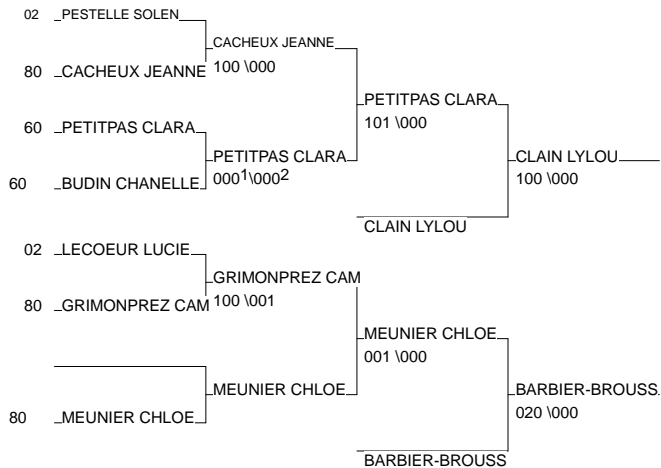 02 PESTELLE SOLEN
CACHEUX JEANNE
100 \000
80 CACHEUX JEANNE
PETITPAS CLARA
101 \000
60 PETITPAS CLARA
PETITPAS CLARA
000¹\000²
CLAIN LYLOU
100 \000
60 BUDIN CHANELLE
CLAIN LYLOU
02 LECOEUR LUCIE
GRIMONPREZ CAM
100 \001
80 GRIMONPREZ CAM
MEUNIER CHLOE
001 \000
MEUNIER CHLOE
BARBIER-BROUSS
020 \000
80 MEUNIER CHLOE
BARBIER-BROUSS